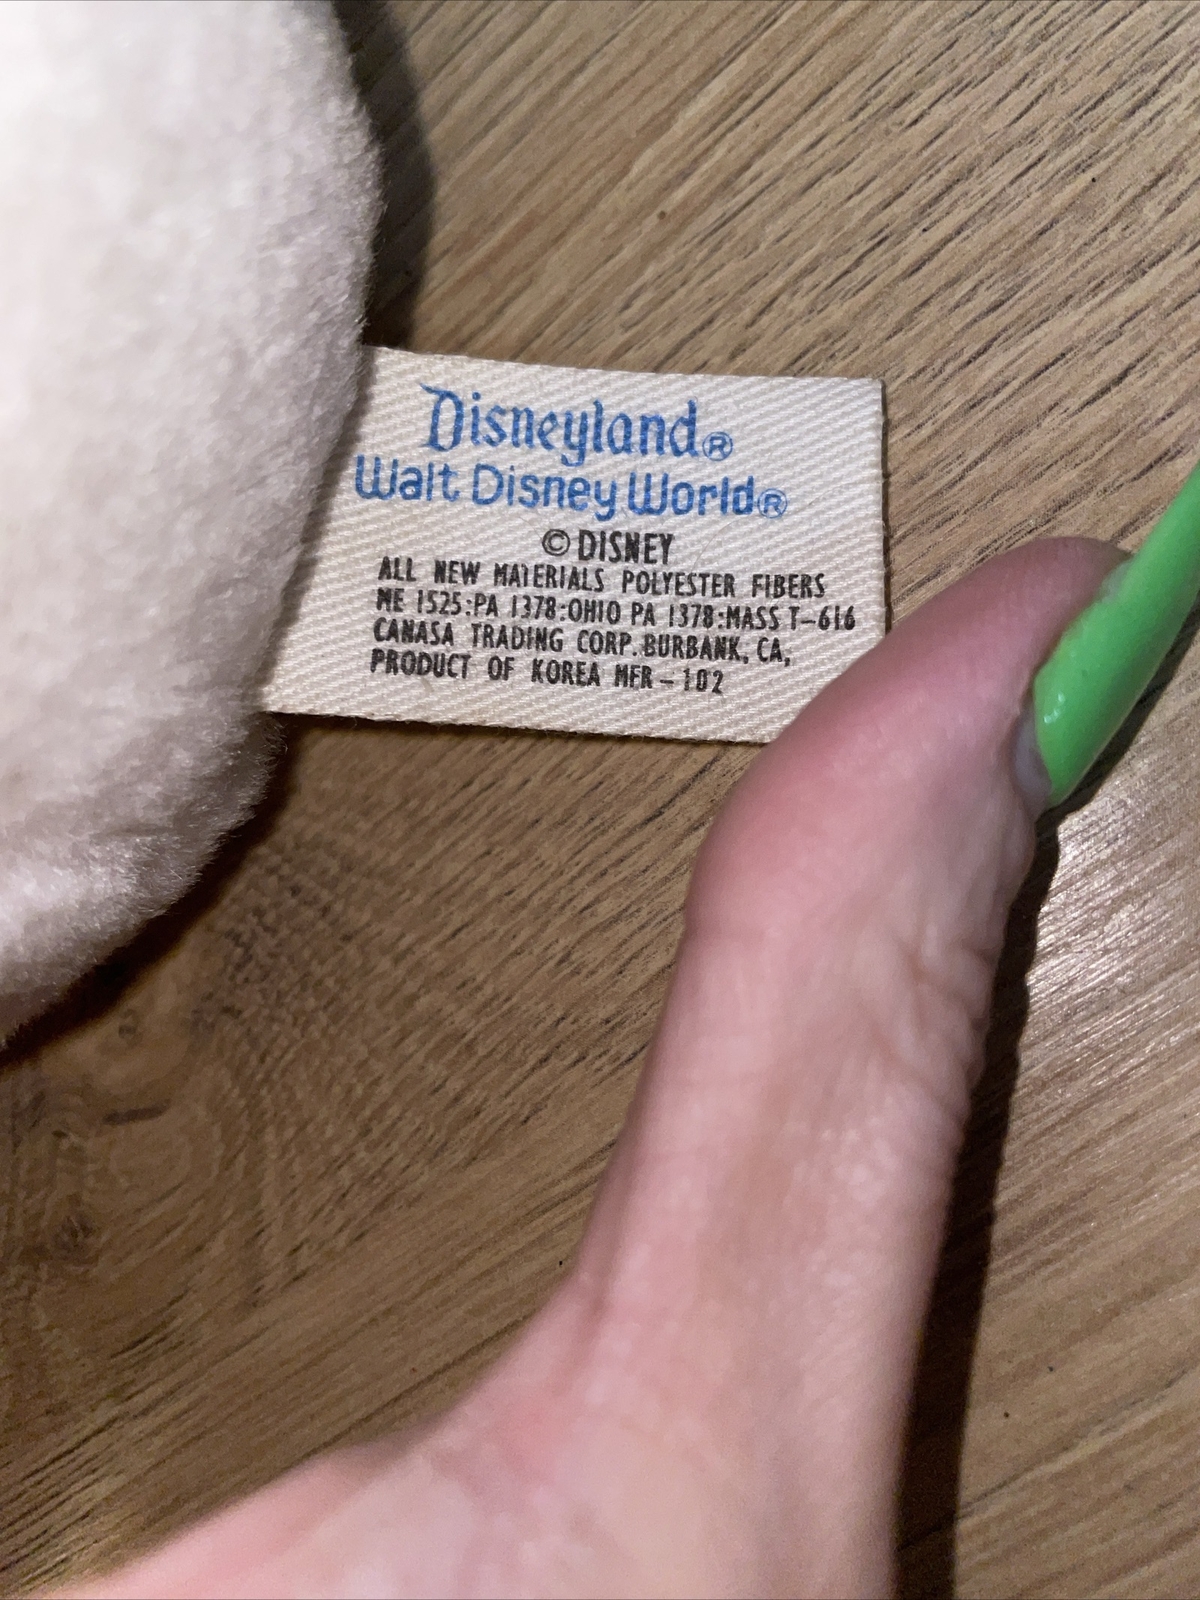 Disneyland®
Walt Disney World®
© DISNEY
ALL NEW MATERIALS POLYESTER FIBERS
ME 1525:PA 1378:OHIO PA 1378:MASS T-616
CANASA TRADING CORP. BURBANK, CA,
PRODUCT OF KOREA MFR-102